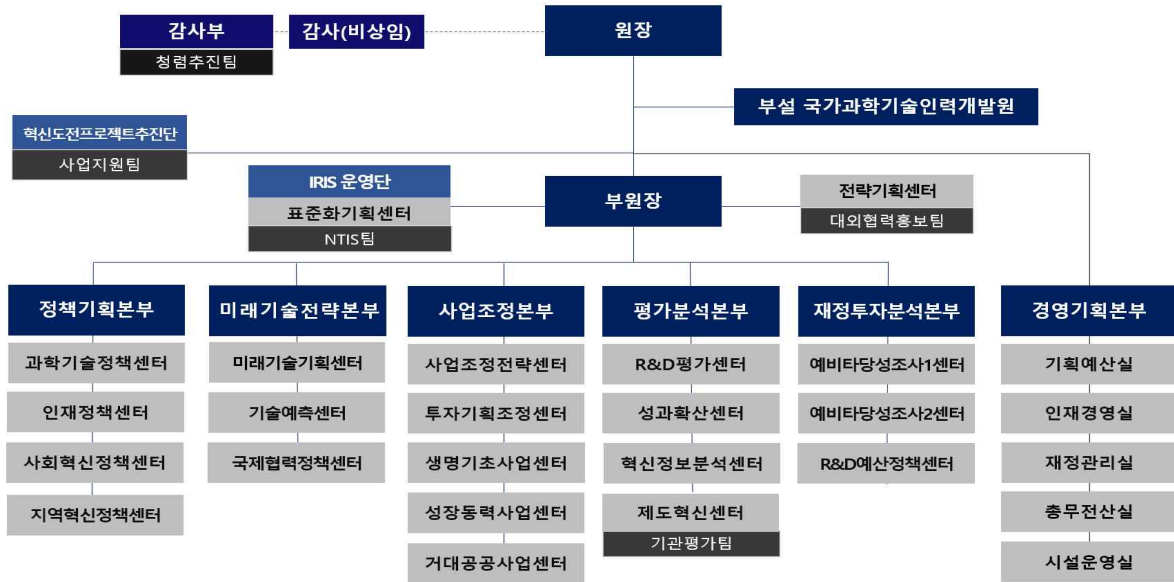 감사부
감사(비상임)
원장
청렴추진팀
부설 국가과학기술인력개발원
혁신도전프로젝트추진단
사업지원팀
IRIS 운영단
표준화기획센터
NTIS팀
부원장
전략기획센터
대외협력홍보팀
정책기획본부
과학기술정책센터
인재정책센터
사회혁신정책센터
지역혁신정책센터
미래기술전략본부
미래기술기획센터
기술예측센터
국제협력정책센터
사업조정본부
사업조정전략센터
투자기획조정센터
생명기초사업센터
성장동력사업센터
거대공공사업센터
평가분석본부
R&D평가센터
성과확산센터
혁신정보분석센터
제도혁신센터
기관평가팀
재정투자분석본부
예비타당성조사1센터
예비타당성조사2센터
R&D예산정책센터
경영기획본부
기획예산실
인재경영실
재정관리실
총무전산실
시설운영실